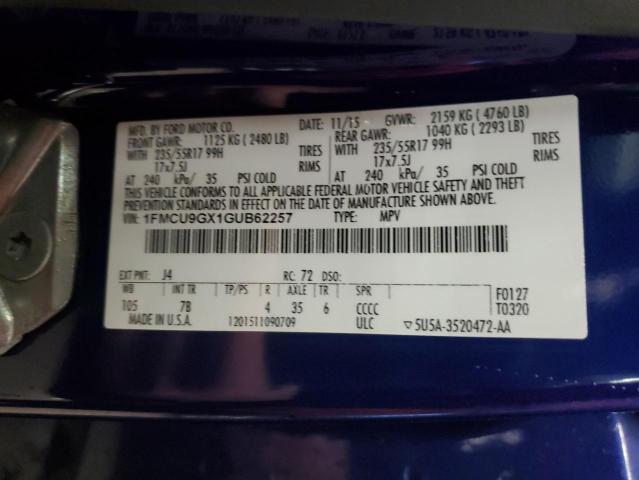 MFD. BY FORD MOTOR CO. DATE: 11/15 GVWR: 2159 KG ( 4760 LB)
FRONT GAWR: 1125 KG ( 2480 LB) REAR GAWR: 1040 KG ( 2293 LB)
WITH 235/55R17 99H TIRES WITH 235/55R17 99H TIRES
17x7.5J RIMS 17x7.5J RIMS
AT 240 kPa/ 35 PSI COLD AT 240 kPa/ 35 PSI COLD
THIS VEHICLE CONFORMS TO ALL APPLICABLE FEDERAL MOTOR VEHICLE SAFETY AND THEFT
PREVENTION STANDARDS IN EFFECT ON THE DATE OF MANUFACTURE SHOWN ABOVE.
VIN: 1FMCU9GX1GUB62257 TYPE: MPV
EXT PNT: J4 RC: 72 DSO:
WB INT TR TP/PS R AXLE TR SPR F0127
105 7B 4 35 6 CCCC T0320
MADE IN U.S.A. 1201511090709 ULC ▽5U5A-3520472-AA